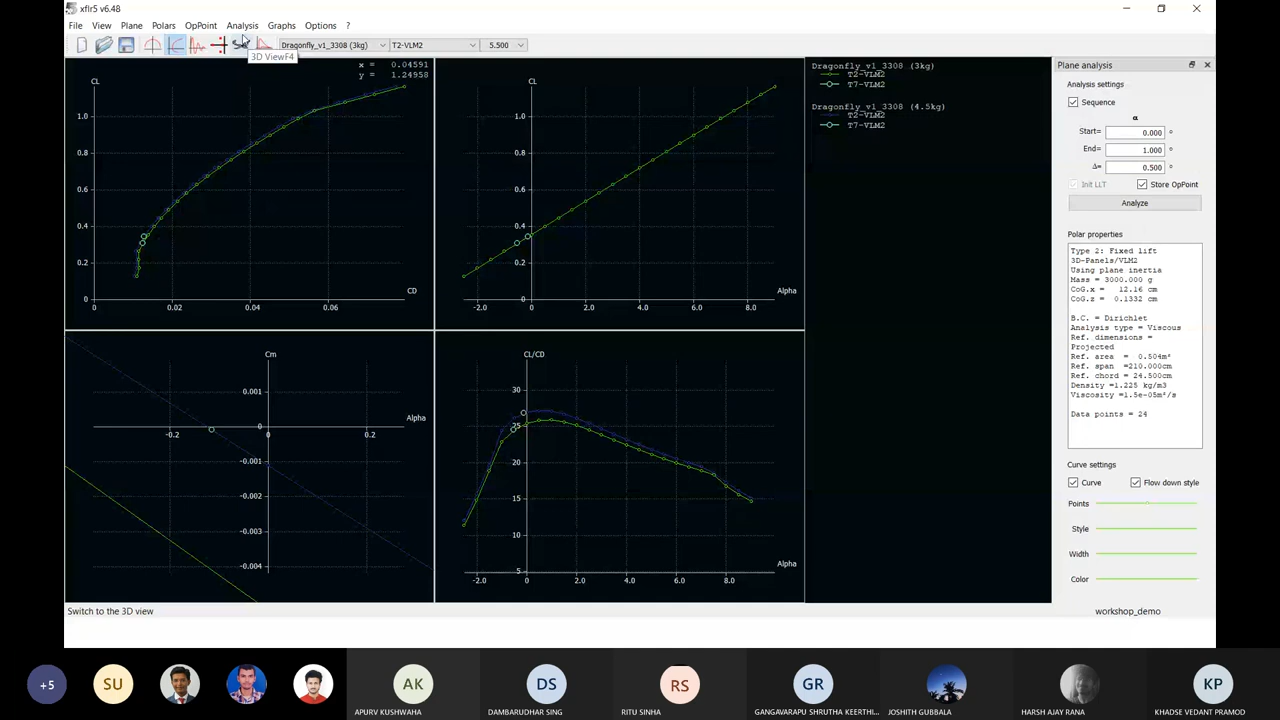 xflr5 v6.48
File View Plane Polars OpPoint Analysis Graphs Options ?
Dragonfly_v1_3308 (3kg) T2-VLM2 5.500
3D ViewF4
CL
x = 0.04591
y = 1.24958
1.0
0.8
0.6
0.4
0.2
0
0.02 0.04 0.06
CD
CL
1.0
0.8
0.6
0.4
0.2
0
-2.0 0 2.0 4.0 6.0 8.0
Alpha
Cm
0.001
0
-0.001
-0.002
-0.003
-0.004
-0.2 0 0.2
Alpha
CL/CD
30
25
20
15
10
5
-2.0 0 2.0 4.0 6.0 8.0
Alpha
Dragonfly_v1_3308 (3kg)
T2-VLM2
T7-VLM2
Dragonfly_v1_3308 (4.5kg)
T2-VLM2
T7-VLM2
Plane analysis
Analysis settings
Sequence
α
Start= 0.000 °
End= 1.000 °
Δ= 0.500 °
Init LLT Store OpPoint
Analyze
Polar properties
Type 2: Fixed lift
3D-Panels/VLM2
Using plane inertia
Mass = 3000.000 g
CoG.x = 12.16 cm
CoG.z = 0.1332 cm
B.C. = Dirichlet
Analysis type = Viscous
Ref. dimensions =
Projected
Ref. area = 0.504m²
Ref. span =210.000cm
Ref. chord = 24.500cm
Density =1.225 kg/m3
Viscosity =1.5e-05m²/s
Data points = 24
Curve settings
Curve Flow down style
Points
Style
Width
Color
Switch to the 3D view
workshop_demo
+5 SU AK DS RS GR KP
APURV KUSHWAHA DAMBARUDHAR SING RITU SINHA GANGAVARAPU SHRUTHA KEERTHI... JOSHITH GUBBALA HARSH AJAY RANA KHADSE VEDANT PRAMOD